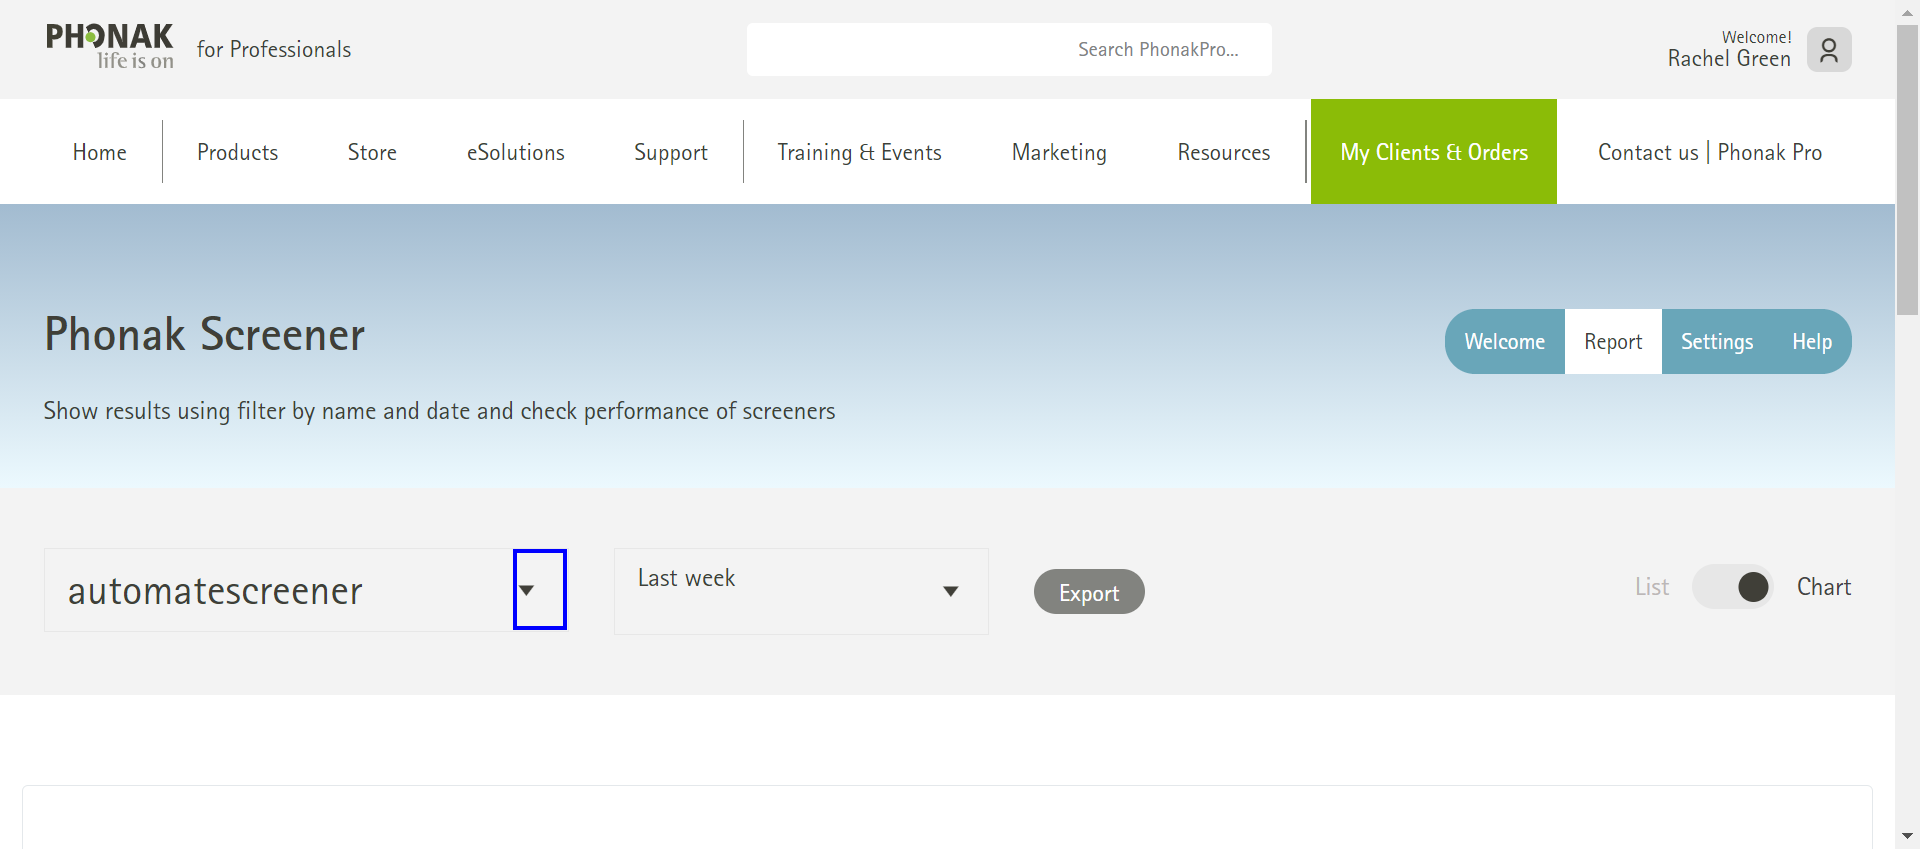 PHONAK
life is on
for Professionals
Search PhonakPro...
Welcome!
Rachel Green
Home
Products
Store
eSolutions
Support
Training & Events
Marketing
Resources
My Clients & Orders
Contact us | Phonak Pro
Phonak Screener
Welcome
Report
Settings
Help
Show results using filter by name and date and check performance of screeners
automatescreener
Last week
Export
List
Chart